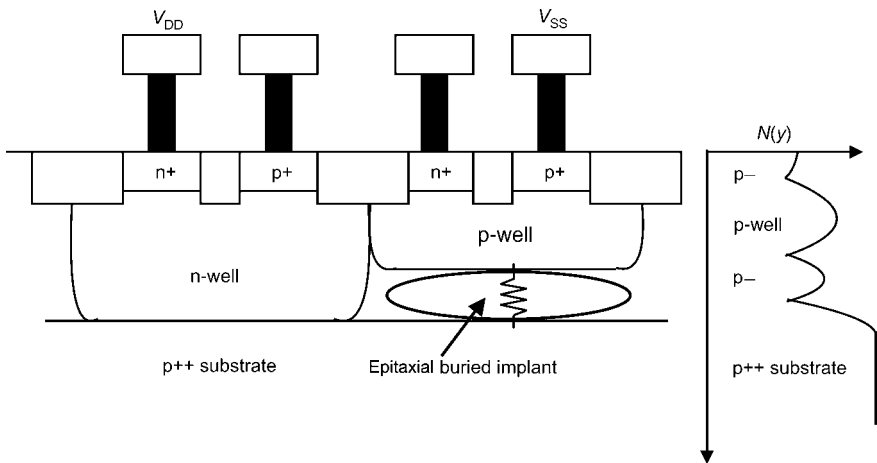 V_DD
V_SS
N(y)
n+
p+
n+
p+
p–
p-well
p-well
n-well
p–
p++ substrate
Epitaxial buried implant
p++ substrate